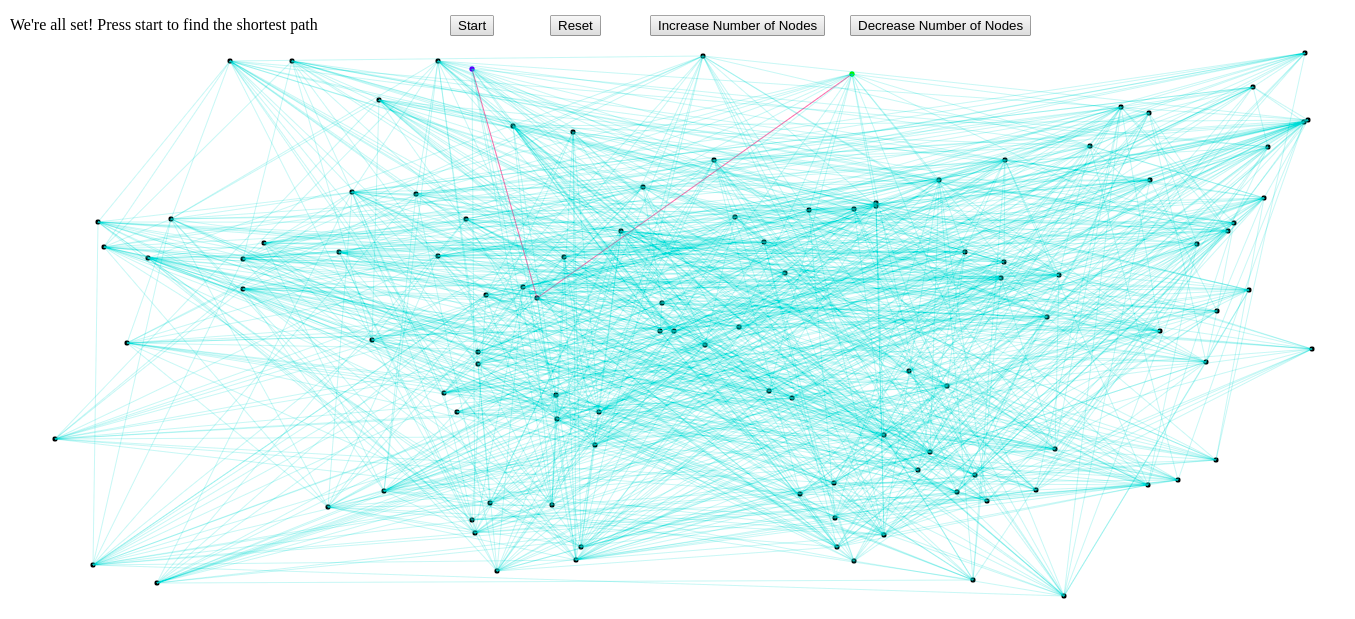 We're all set! Press start to find the shortest path
Start
Reset
Increase Number of Nodes
Decrease Number of Nodes